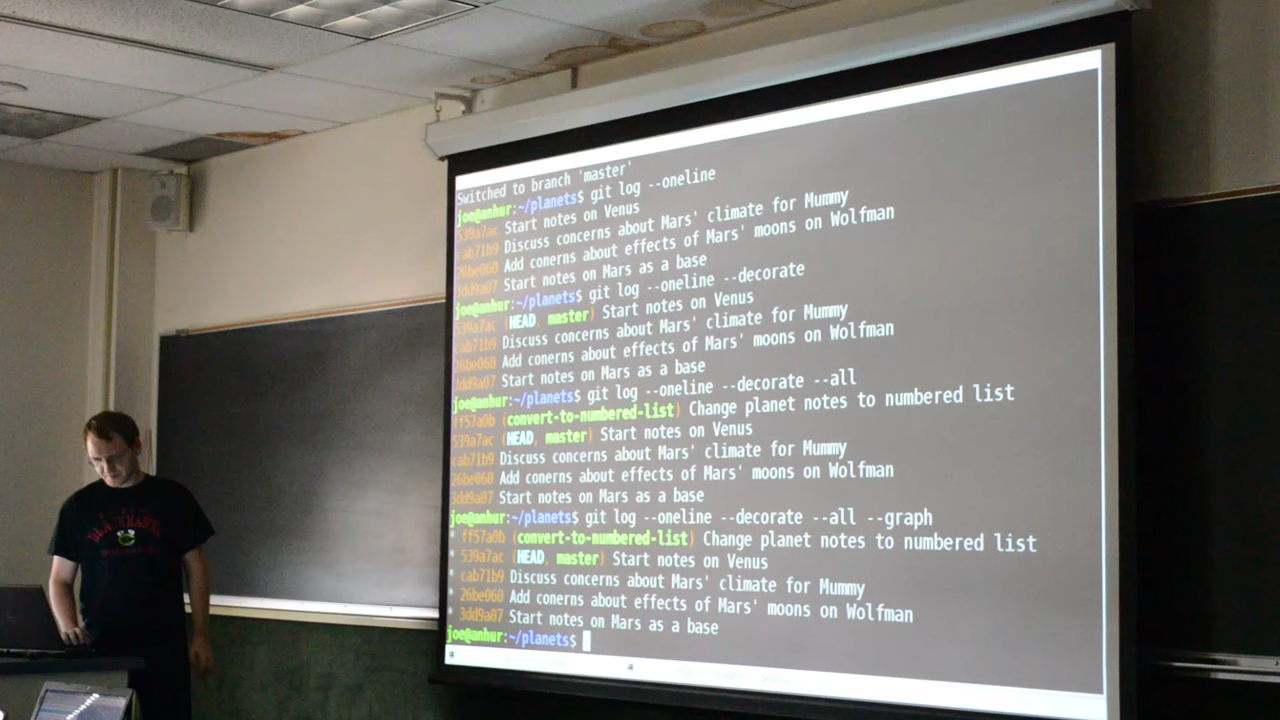 Switched to branch 'master'
joe@anhur:~/planets$ git log --oneline
539a7ac Start notes on Venus
cab71b9 Discuss concerns about Mars' climate for Mummy
26be060 Add conerns about effects of Mars' moons on Wolfman
3dd9a07 Start notes on Mars as a base
joe@anhur:~/planets$ git log --oneline --decorate
539a7ac (HEAD, master) Start notes on Venus
cab71b9 Discuss concerns about Mars' climate for Mummy
26be060 Add conerns about effects of Mars' moons on Wolfman
3dd9a07 Start notes on Mars as a base
joe@anhur:~/planets$ git log --oneline --decorate --all
ff57a0b (convert-to-numbered-list) Change planet notes to numbered list
539a7ac (HEAD, master) Start notes on Venus
cab71b9 Discuss concerns about Mars' climate for Mummy
26be060 Add conerns about effects of Mars' moons on Wolfman
3dd9a07 Start notes on Mars as a base
joe@anhur:~/planets$ git log --oneline --decorate --all --graph
* ff57a0b (convert-to-numbered-list) Change planet notes to numbered list
* 539a7ac (HEAD, master) Start notes on Venus
* cab71b9 Discuss concerns about Mars' climate for Mummy
* 26be060 Add conerns about effects of Mars' moons on Wolfman
* 3dd9a07 Start notes on Mars as a base
joe@anhur:~/planets$